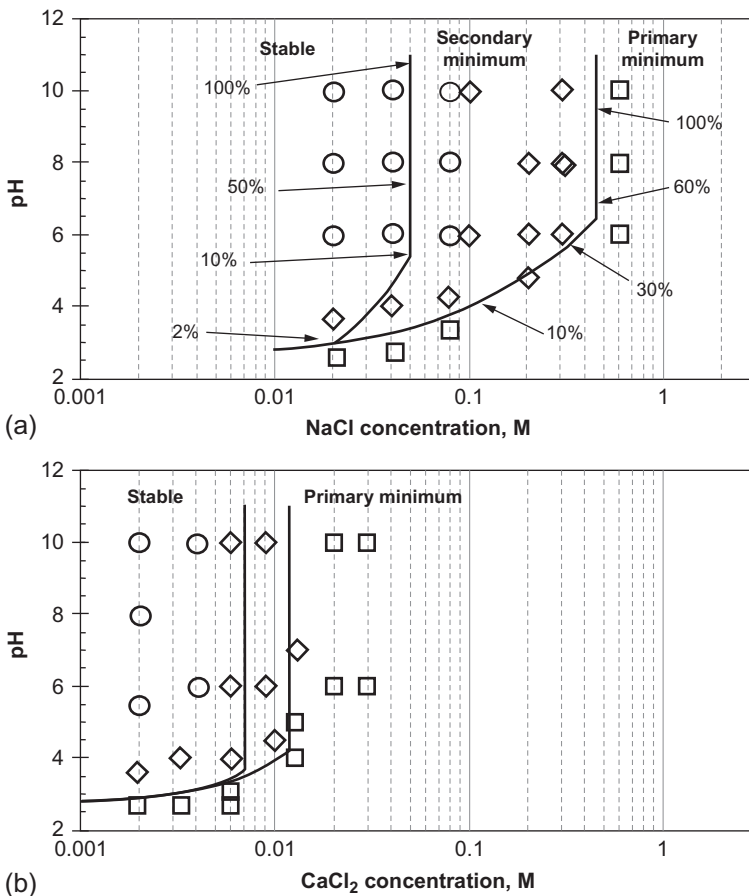 12
Stable
Secondary
minimum
Primary
minimum
100%
10
100%
8
50%
60%
pH
6
10%
30%
4
2%
10%
2
0.001
0.01
0.1
1
(a)
NaCl concentration, M
12
Stable
Primary minimum
10
8
pH
6
4
2
0.001
0.01
0.1
1
(b)
CaCl₂ concentration, M